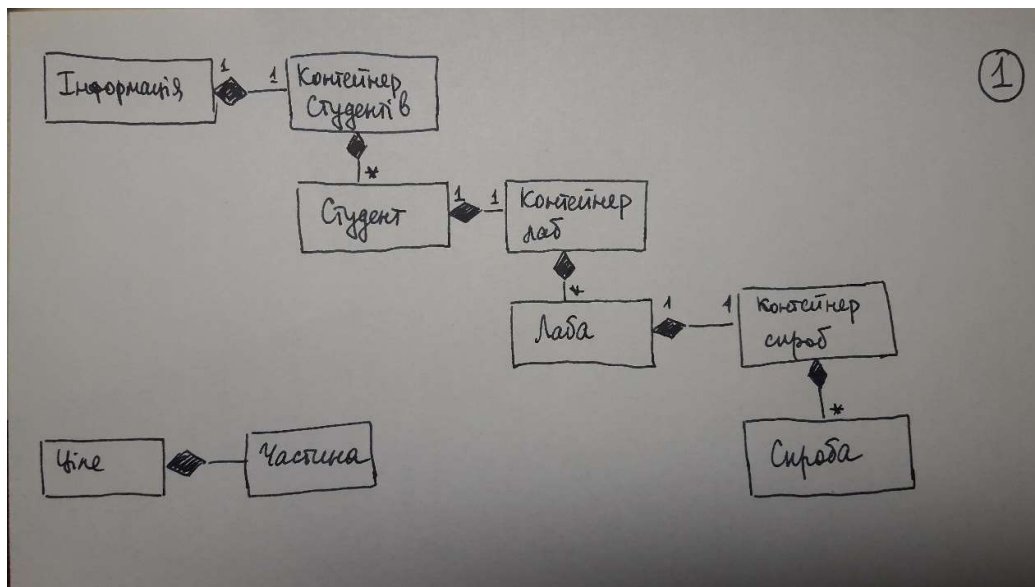 1
Інформація
1
1
Контейнер
Студентів
*
Студент
1
1
Контейнер
лаб
*
Лаба
1
1
Контейнер
спроб
*
Спроба
Ціле
Частина